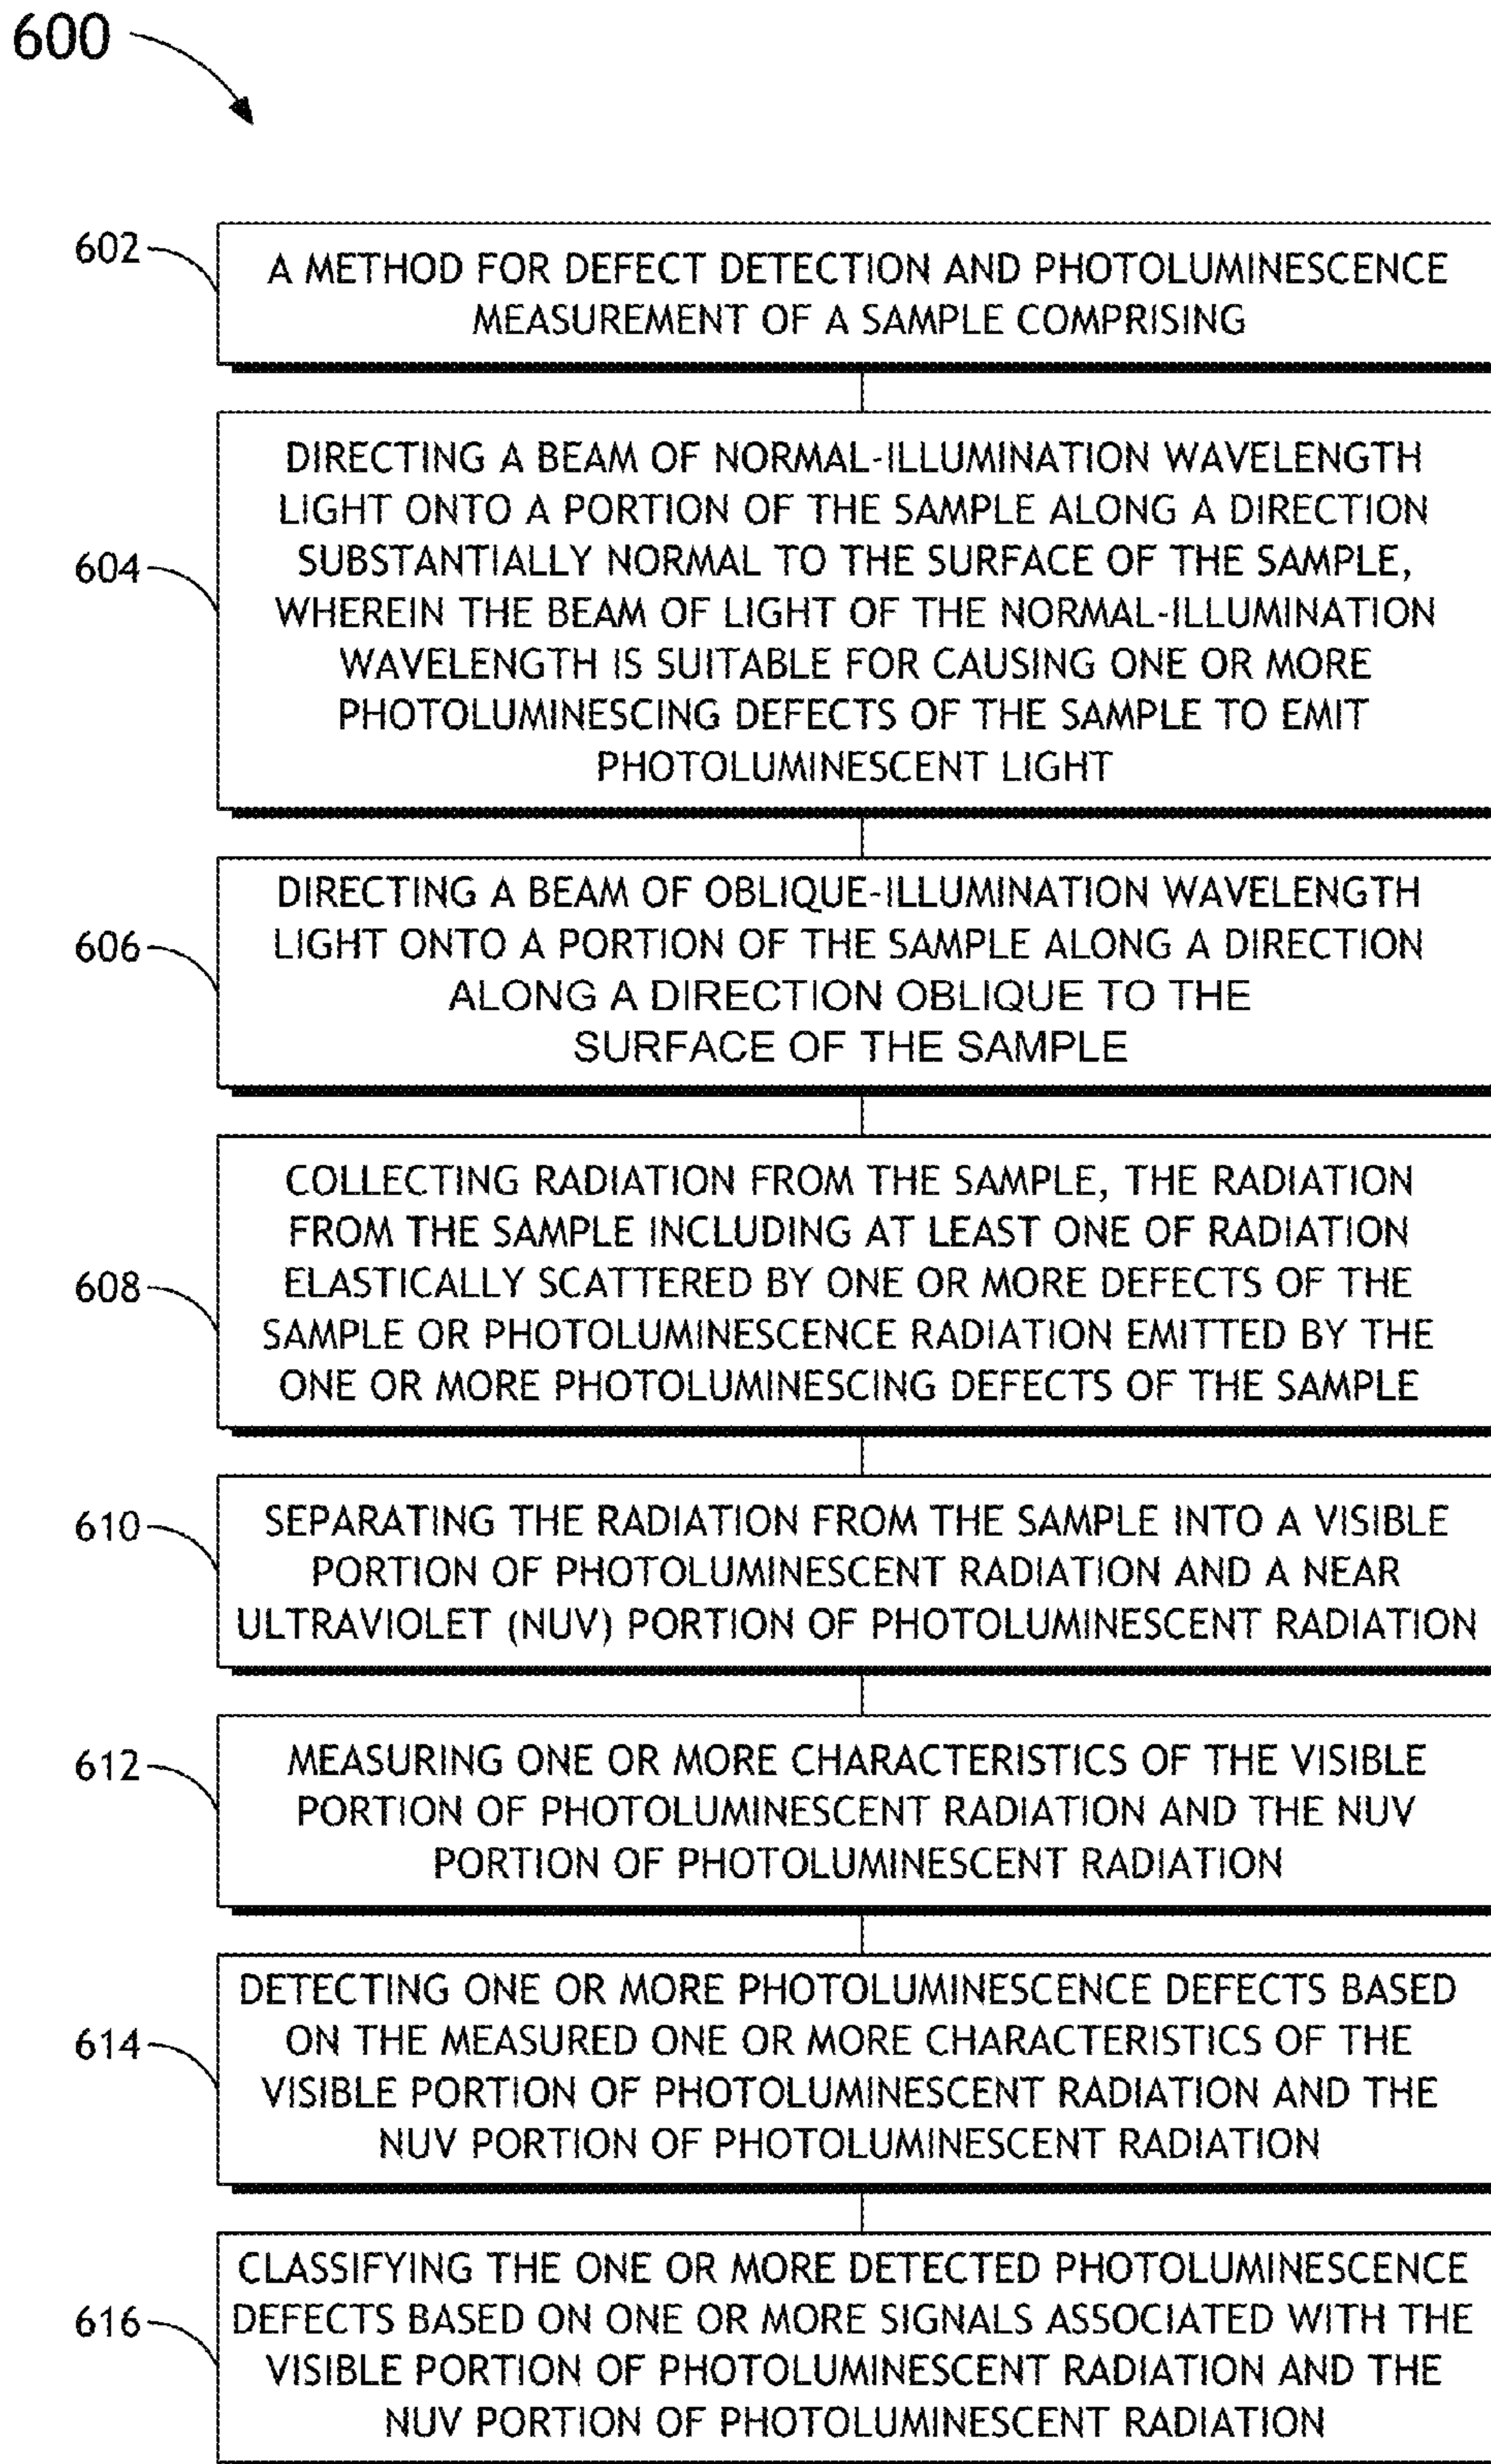 600
602
A METHOD FOR DEFECT DETECTION AND PHOTOLUMINESCENCE
MEASUREMENT OF A SAMPLE COMPRISING
604
DIRECTING A BEAM OF NORMAL-ILLUMINATION WAVELENGTH
LIGHT ONTO A PORTION OF THE SAMPLE ALONG A DIRECTION
SUBSTANTIALLY NORMAL TO THE SURFACE OF THE SAMPLE,
WHEREIN THE BEAM OF LIGHT OF THE NORMAL-ILLUMINATION
WAVELENGTH IS SUITABLE FOR CAUSING ONE OR MORE
PHOTOLUMINESCING DEFECTS OF THE SAMPLE TO EMIT
PHOTOLUMINESCENT LIGHT
606
DIRECTING A BEAM OF OBLIQUE-ILLUMINATION WAVELENGTH
LIGHT ONTO A PORTION OF THE SAMPLE ALONG A DIRECTION
ALONG A DIRECTION OBLIQUE TO THE
SURFACE OF THE SAMPLE
608
COLLECTING RADIATION FROM THE SAMPLE, THE RADIATION
FROM THE SAMPLE INCLUDING AT LEAST ONE OF RADIATION
ELASTICALLY SCATTERED BY ONE OR MORE DEFECTS OF THE
SAMPLE OR PHOTOLUMINESCENCE RADIATION EMITTED BY THE
ONE OR MORE PHOTOLUMINESCING DEFECTS OF THE SAMPLE
610
SEPARATING THE RADIATION FROM THE SAMPLE INTO A VISIBLE
PORTION OF PHOTOLUMINESCENT RADIATION AND A NEAR
ULTRAVIOLET (NUV) PORTION OF PHOTOLUMINESCENT RADIATION
612
MEASURING ONE OR MORE CHARACTERISTICS OF THE VISIBLE
PORTION OF PHOTOLUMINESCENT RADIATION AND THE NUV
PORTION OF PHOTOLUMINESCENT RADIATION
614
DETECTING ONE OR MORE PHOTOLUMINESCENCE DEFECTS BASED
ON THE MEASURED ONE OR MORE CHARACTERISTICS OF THE
VISIBLE PORTION OF PHOTOLUMINESCENT RADIATION AND THE
NUV PORTION OF PHOTOLUMINESCENT RADIATION
616
CLASSIFYING THE ONE OR MORE DETECTED PHOTOLUMINESCENCE
DEFECTS BASED ON ONE OR MORE SIGNALS ASSOCIATED WITH THE
VISIBLE PORTION OF PHOTOLUMINESCENT RADIATION AND THE
NUV PORTION OF PHOTOLUMINESCENT RADIATION